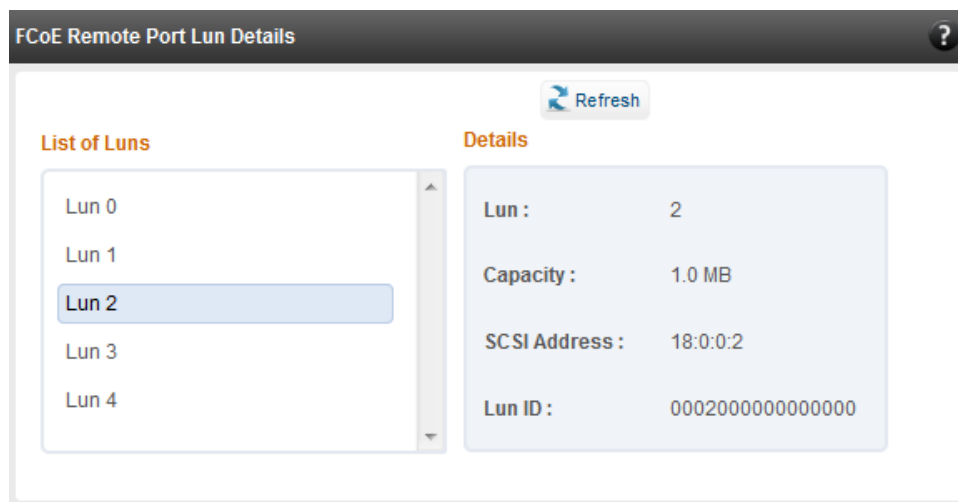 FCoE Remote Port Lun Details
?
Refresh
List of Luns
Lun 0
Lun 1
Lun 2
Lun 3
Lun 4
Details
Lun : 2
Capacity : 1.0 MB
SCSI Address : 18:0:0:2
Lun ID : 0002000000000000